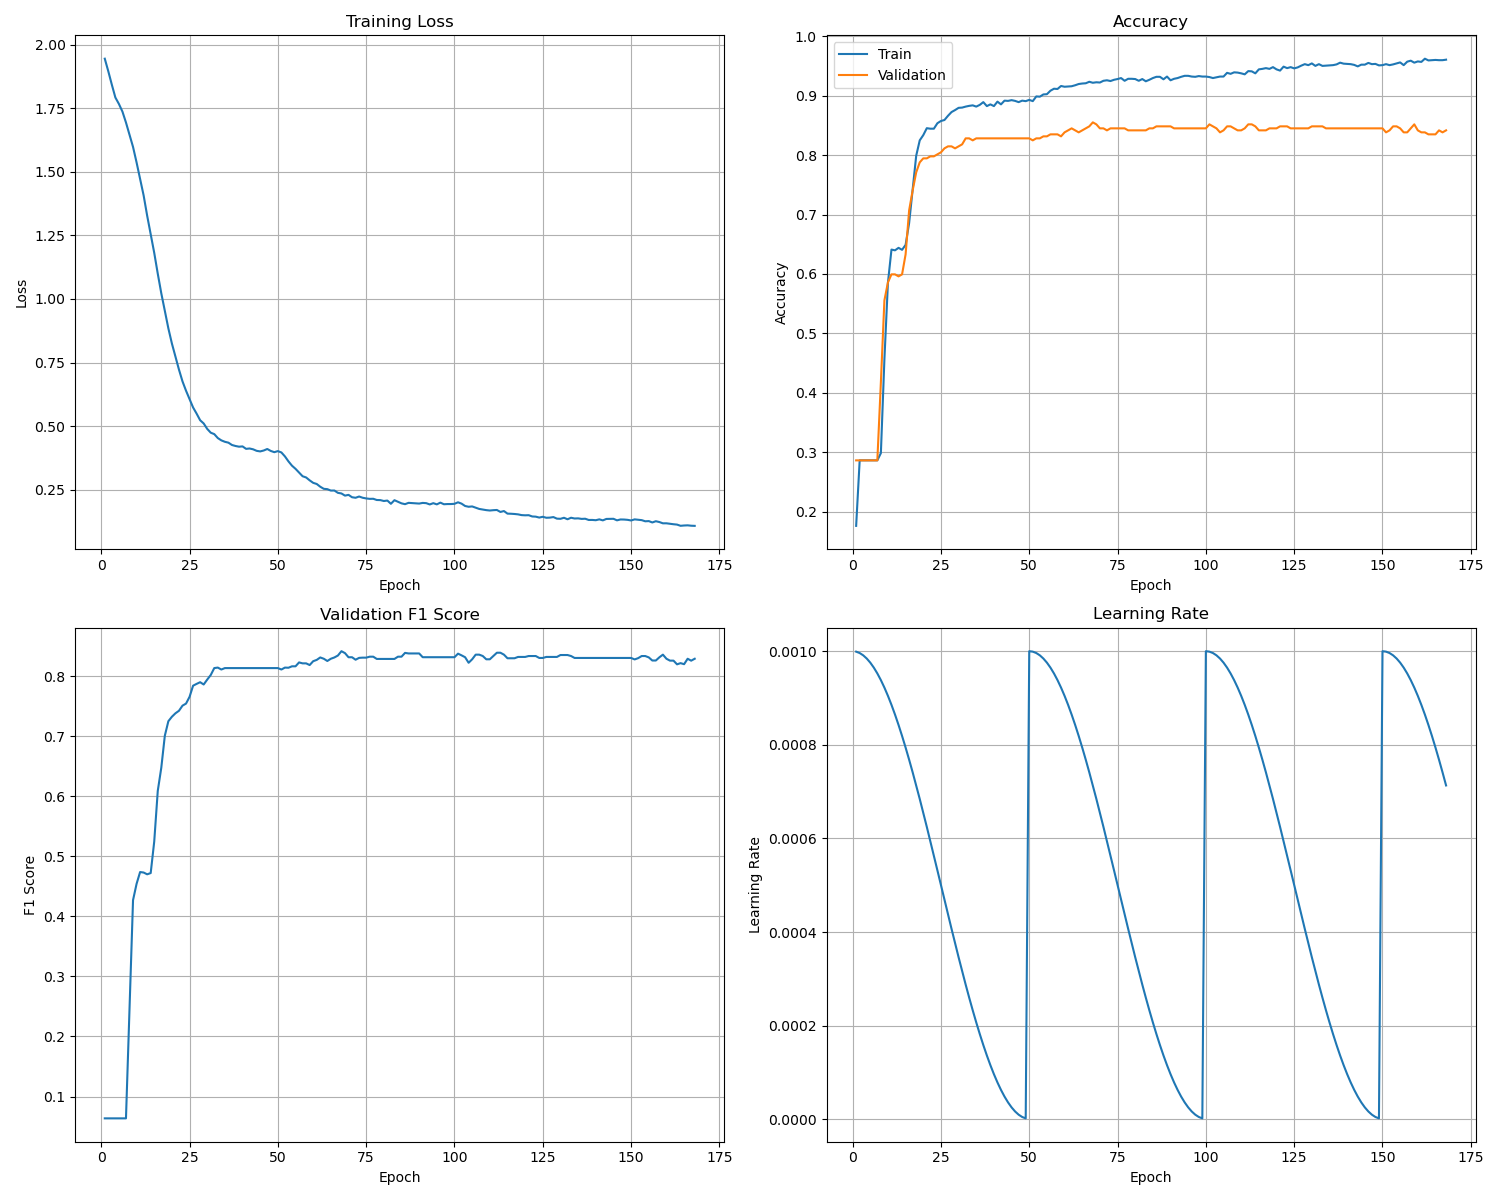 Training Loss
2.00
1.75
1.50
1.25
1.00
0.75
0.50
0.25
Loss
0 25 50 75 100 125 150 175
Epoch
Accuracy
Train
Validation
1.0
0.9
0.8
0.7
0.6
0.5
0.4
0.3
0.2
Accuracy
0 25 50 75 100 125 150 175
Epoch
Validation F1 Score
0.8
0.7
0.6
0.5
0.4
0.3
0.2
0.1
F1 Score
0 25 50 75 100 125 150 175
Epoch
Learning Rate
0.0010
0.0008
0.0006
0.0004
0.0002
0.0000
Learning Rate
0 25 50 75 100 125 150 175
Epoch